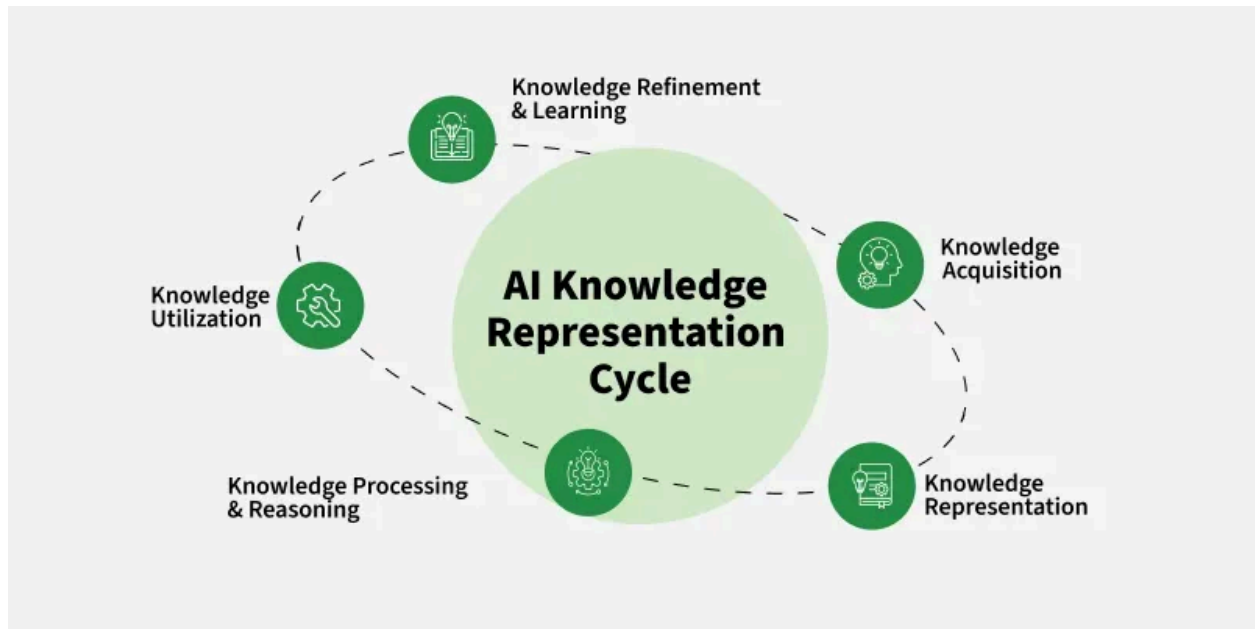 Knowledge Refinement
& Learning
Knowledge
Acquisition
AI Knowledge
Representation
Cycle
Knowledge
Utilization
Knowledge Processing
& Reasoning
Knowledge
Representation